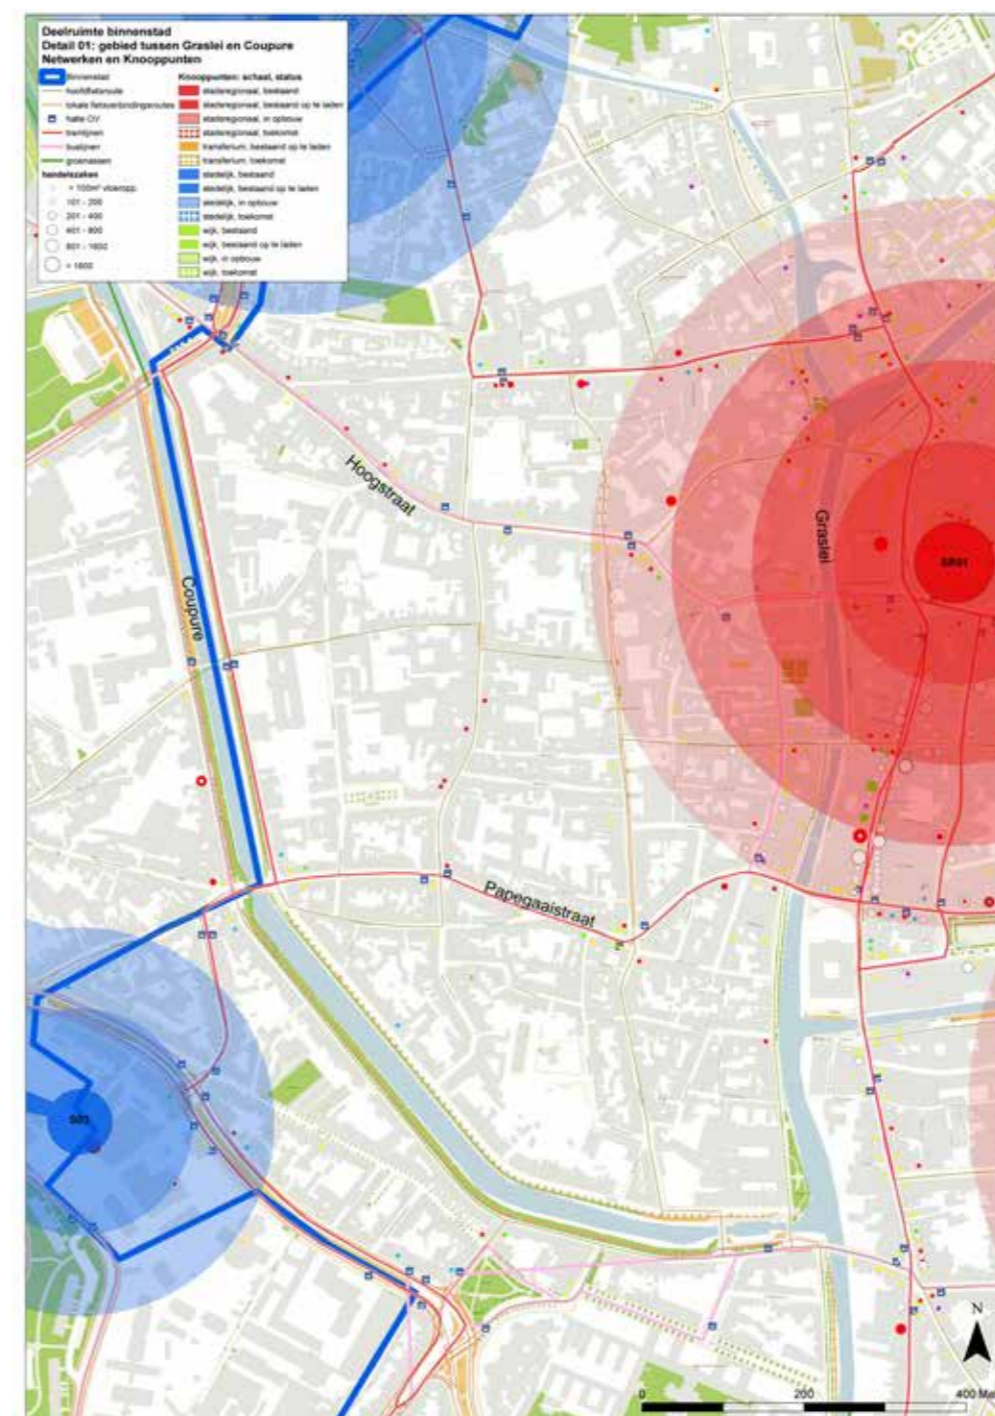 Deelruimte binnenstad
Detail 01: gebied tussen Graslei en Coupure
Netwerken en Knooppunten
Binnenstad
hoofdfietsroute
lokale fietsverbindingsroutes
halte OV
tramlijnen
buslijnen
groenassen
handelszaken
< 100m² vloeropp.
101 - 200
201 - 400
401 - 800
801 - 1600
> 1600
Knooppunten: schaal, status
stadsregionaal, bestaand
stadsregionaal, bestaand op te laden
stadsregionaal, in opbouw
stadsregionaal, toekomst
transferium, bestaand op te laden
transferium, toekomst
stedelijk, bestaand
stedelijk, bestaand op te laden
stedelijk, in opbouw
stedelijk, toekomst
wijk, bestaand
wijk, bestaand op te laden
wijk, in opbouw
wijk, toekomst
Hoogstraat
Graslei
SR01
Coupure
Papegaaistraat
S03
N
0 200 400 Me